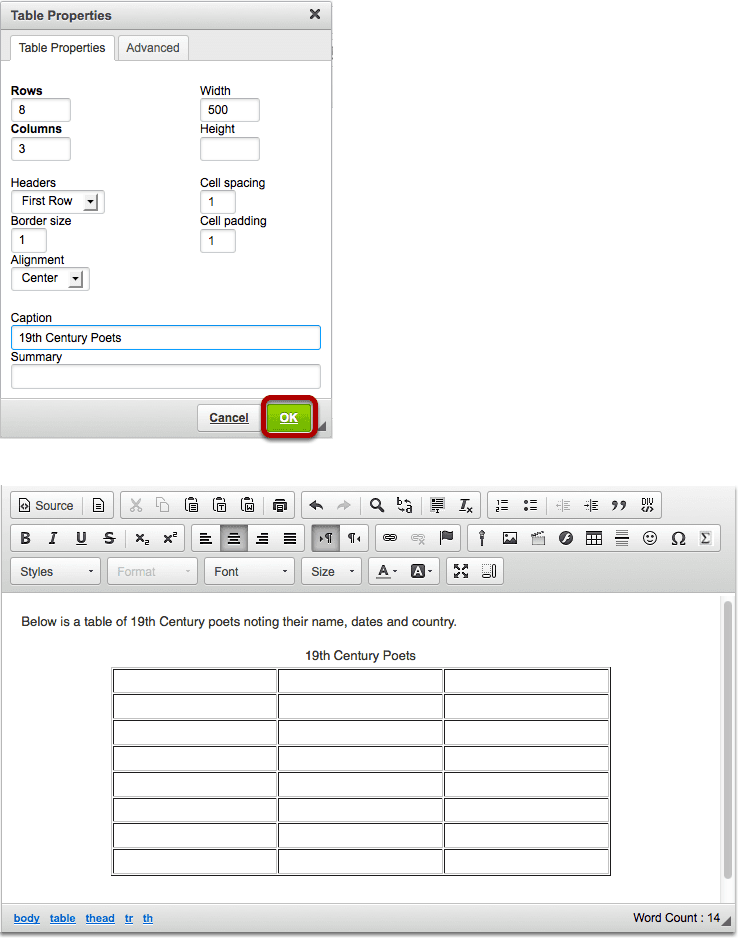 Table Properties
Table Properties Advanced
Rows Width
8 500
Columns Height
3
Headers Cell spacing
First Row 1
Border size Cell padding
1 1
Alignment
Center
Caption
19th Century Poets
Summary
Cancel OK
Source
B I U S x₂ x²
Styles Format Font Size A A
Below is a table of 19th Century poets noting their name, dates and country.
19th Century Poets
body table thead tr th Word Count : 14